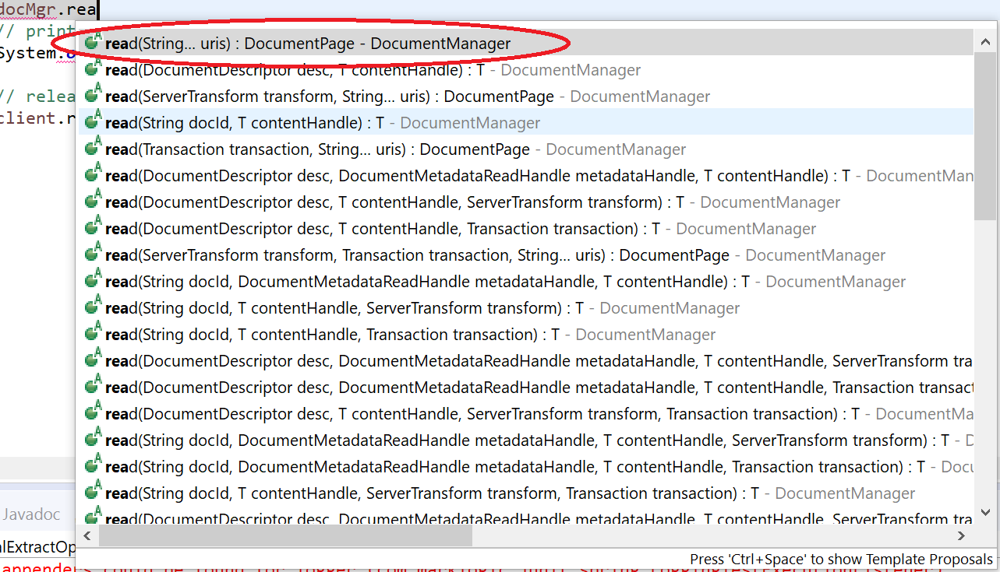 docMgr.rea
// print
System.o
// relea
client.r
read(String... uris) : DocumentPage - DocumentManager
read(DocumentDescriptor desc, T contentHandle) : T - DocumentManager
read(ServerTransform transform, String... uris) : DocumentPage - DocumentManager
read(String docId, T contentHandle) : T - DocumentManager
read(Transaction transaction, String... uris) : DocumentPage - DocumentManager
read(DocumentDescriptor desc, DocumentMetadataReadHandle metadataHandle, T contentHandle) : T - DocumentMan
read(DocumentDescriptor desc, T contentHandle, ServerTransform transform) : T - DocumentManager
read(DocumentDescriptor desc, T contentHandle, Transaction transaction) : T - DocumentManager
read(ServerTransform transform, Transaction transaction, String... uris) : DocumentPage - DocumentManager
read(String docId, DocumentMetadataReadHandle metadataHandle, T contentHandle) : T - DocumentManager
read(String docId, T contentHandle, ServerTransform transform) : T - DocumentManager
read(String docId, T contentHandle, Transaction transaction) : T - DocumentManager
read(DocumentDescriptor desc, DocumentMetadataReadHandle metadataHandle, T contentHandle, ServerTransform tra
read(DocumentDescriptor desc, DocumentMetadataReadHandle metadataHandle, T contentHandle, Transaction transact
read(DocumentDescriptor desc, T contentHandle, ServerTransform transform, Transaction transaction) : T - DocumentMa
read(String docId, DocumentMetadataReadHandle metadataHandle, T contentHandle, ServerTransform transform) : T - D
read(String docId, DocumentMetadataReadHandle metadataHandle, T contentHandle, Transaction transaction) : T - Docu
read(String docId, T contentHandle, ServerTransform transform, Transaction transaction) : T - DocumentManager
read(DocumentDescriptor desc, DocumentMetadataReadHandle metadataHandle, T contentHandle, ServerTransform tra
Javadoc
alExtractOp
Press 'Ctrl+Space' to show Template Proposals
appenders could be found for logger